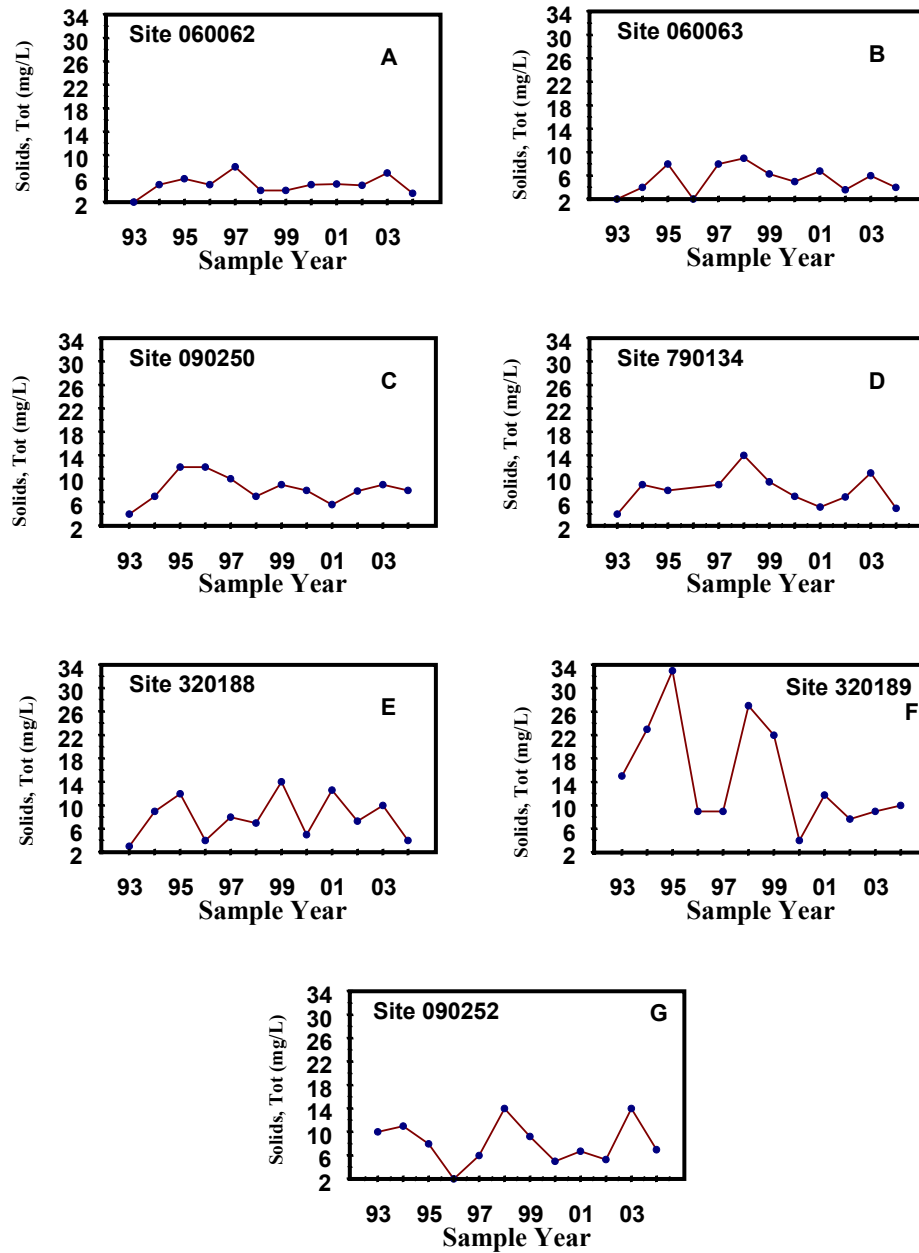 Site 060062
A
Solids, Tot (mg/L)
34
30
26
22
18
14
10
6
2
93 95 97 99 01 03
Sample Year
Site 060063
B
Solids, Tot (mg/L)
34
30
26
22
18
14
10
6
2
93 95 97 99 01 03
Sample Year
Site 090250
C
Solids, Tot (mg/L)
34
30
26
22
18
14
10
6
2
93 95 97 99 01 03
Sample Year
Site 790134
D
Solids, Tot (mg/L)
34
30
26
22
18
14
10
6
2
93 95 97 99 01 03
Sample Year
Site 320188
E
Solids, Tot (mg/L)
34
30
26
22
18
14
10
6
2
93 95 97 99 01 03
Sample Year
Site 320189
F
Solids, Tot (mg/L)
34
30
26
22
18
14
10
6
2
93 95 97 99 01 03
Sample Year
Site 090252 G
Solids, Tot (mg/L)
34
30
26
22
18
14
10
6
2
93 95 97 99 01 03
Sample Year